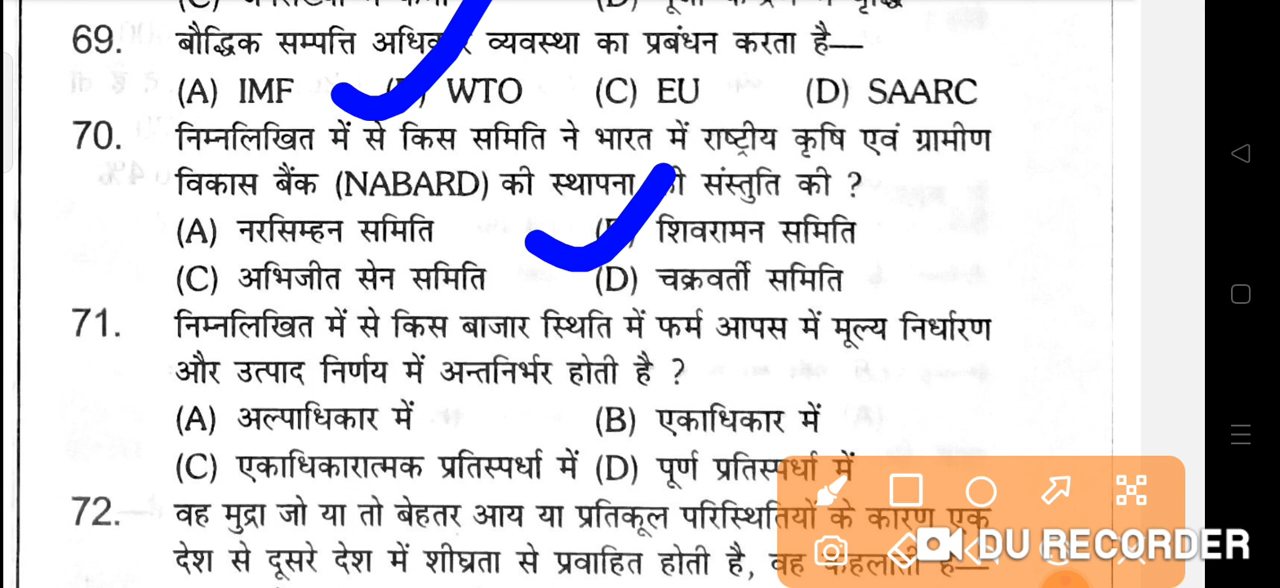 69. बौद्धिक सम्पत्ति अधिकार व्यवस्था का प्रबंधन करता है—
(A) IMF WTO (C) EU (D) SAARC
70. निम्नलिखित में से किस समिति ने भारत में राष्ट्रीय कृषि एवं ग्रामीण
विकास बैंक (NABARD) की स्थापना की संस्तुति की ?
(A) नरसिम्हन समिति शिवरामन समिति
(C) अभिजीत सेन समिति (D) चक्रवर्ती समिति
71. निम्नलिखित में से किस बाजार स्थिति में फर्म आपस में मूल्य निर्धारण
और उत्पाद निर्णय में अन्तनिर्भर होती है ?
(A) अल्पाधिकार में (B) एकाधिकार में
(C) एकाधिकारात्मक प्रतिस्पर्धा में (D) पूर्ण प्रतिस्पर्धा में
72. वह मुद्रा जो या तो बेहतर आय या प्रतिकूल परिस्थितियों के कारण एक
देश से दूसरे देश में शीघ्रता से प्रवाहित होती है, वह कहलाती है—
DU RECORDER